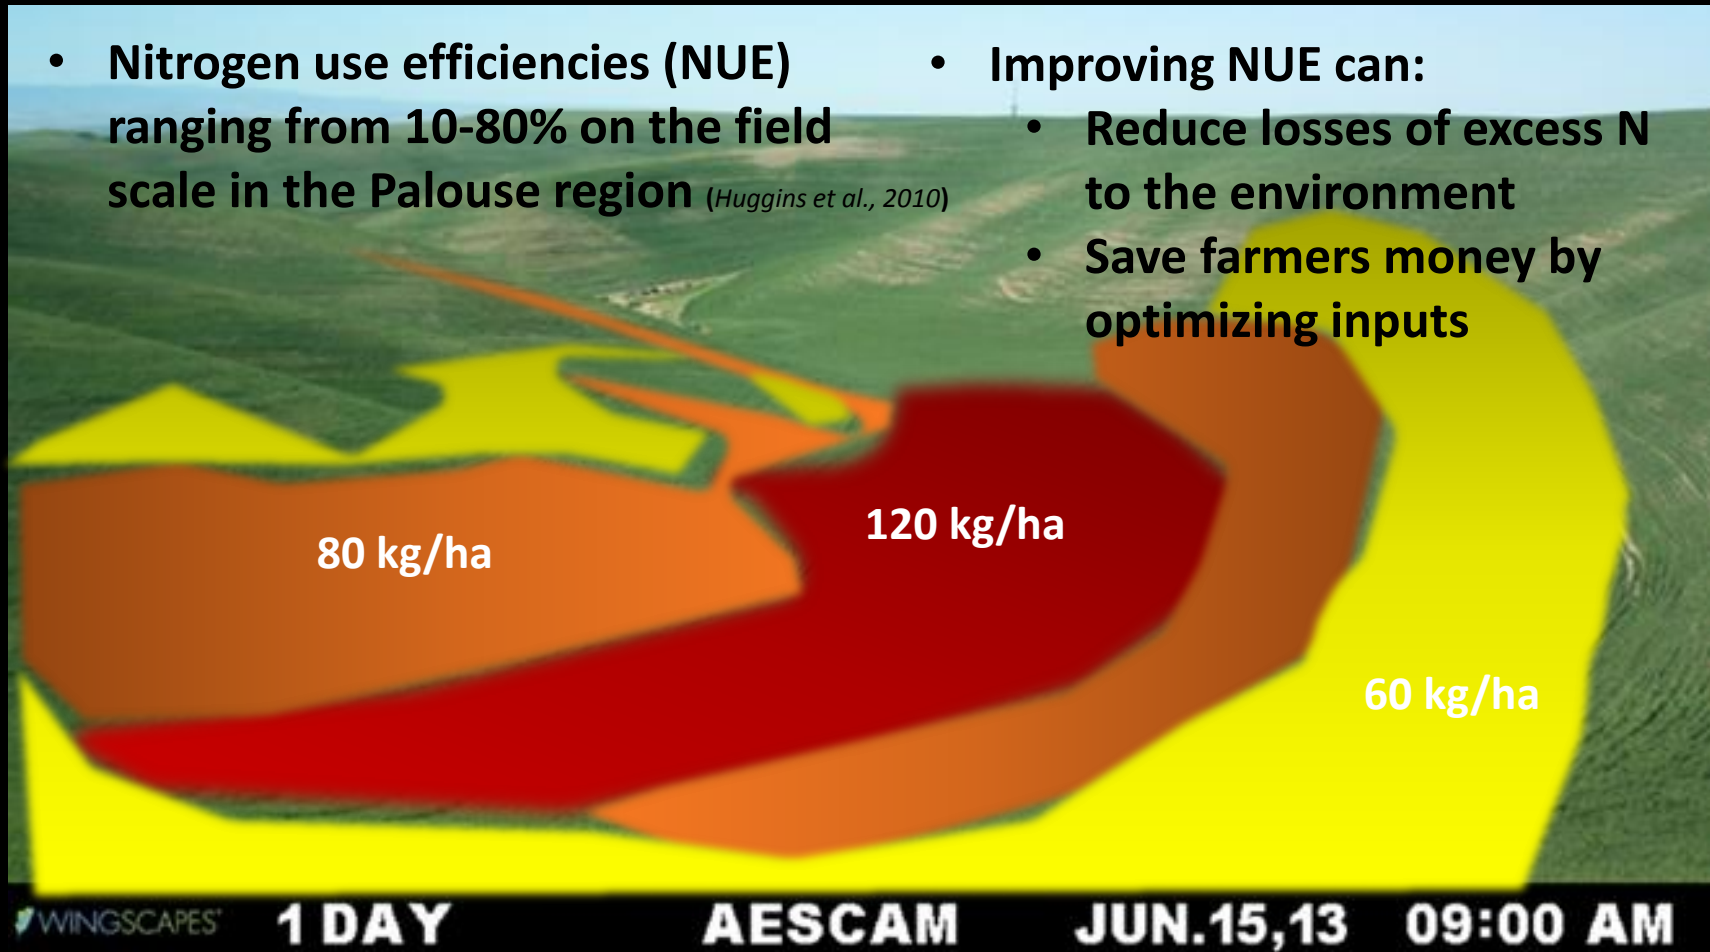 • Nitrogen use efficiencies (NUE)
ranging from 10-80% on the field
scale in the Palouse region (Huggins et al., 2010)
• Improving NUE can:
• Reduce losses of excess N
to the environment
• Save farmers money by
optimizing inputs
80 kg/ha
120 kg/ha
60 kg/ha
WINGSCAPES 1 DAY AESCAM JUN.15,13 09:00 AM